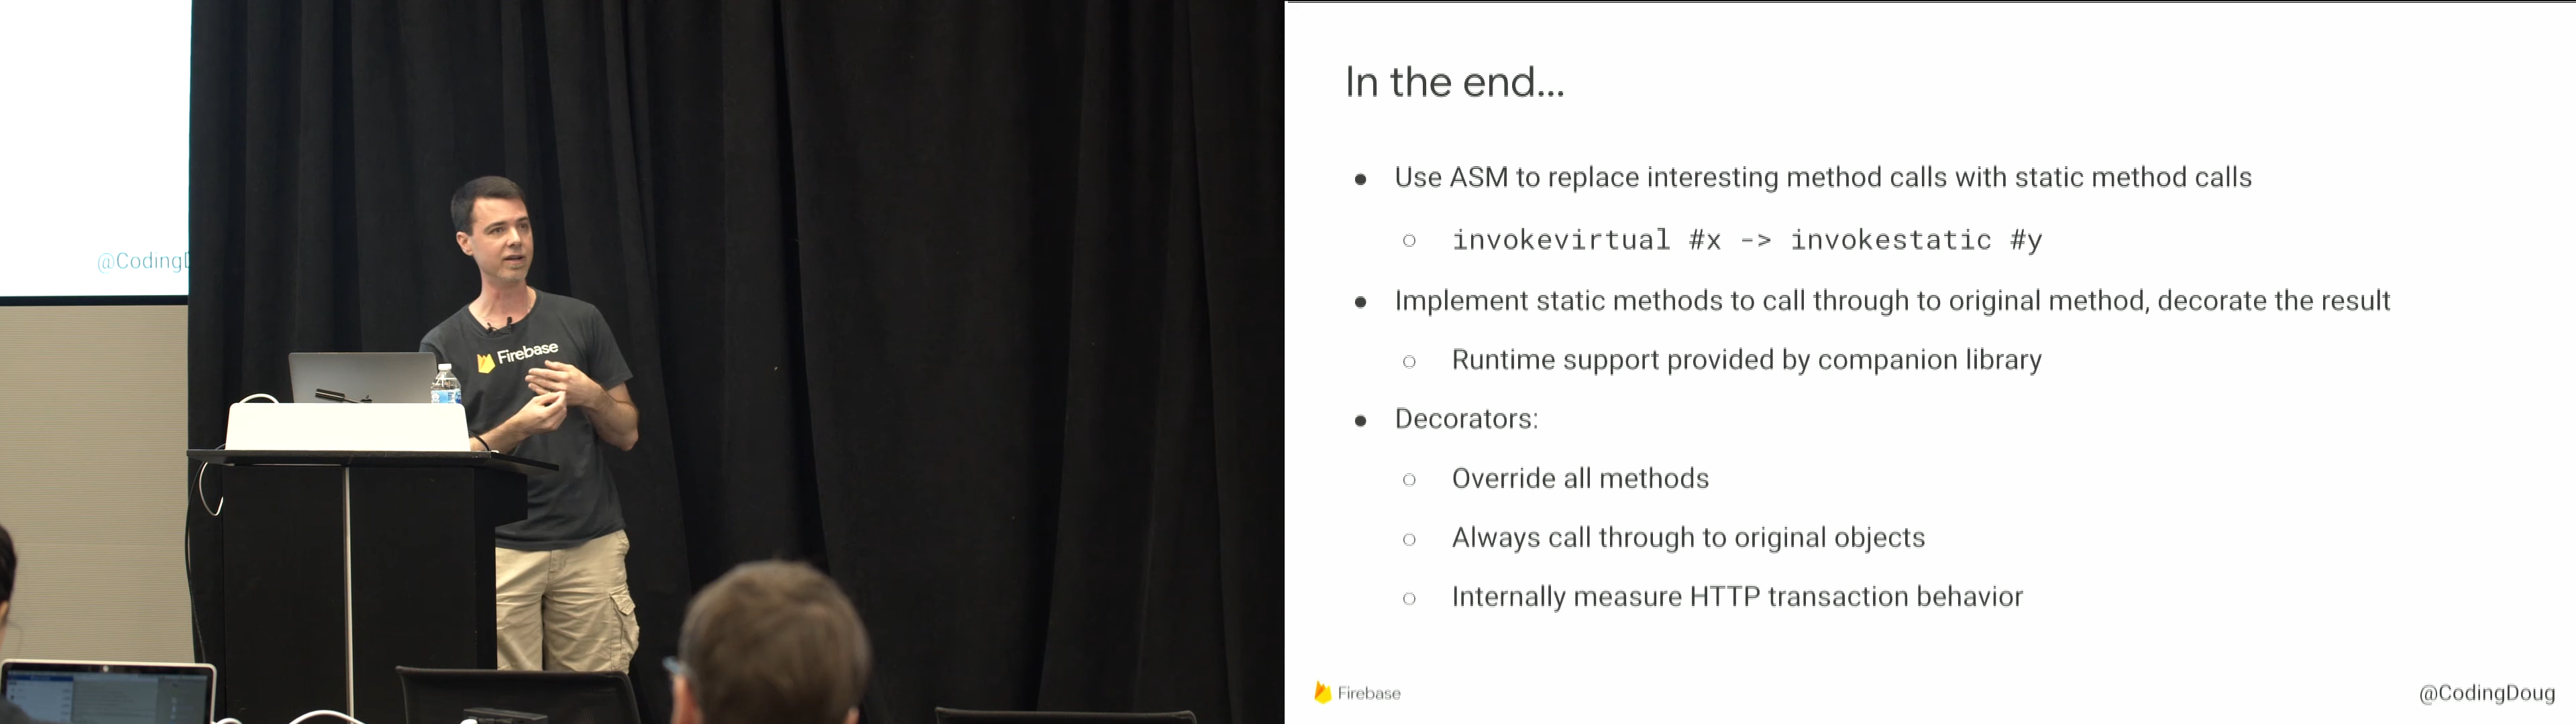 @CodingD
Firebase
In the end...
● Use ASM to replace interesting method calls with static method calls
○ invokevirtual #x -> invokestatic #y
● Implement static methods to call through to original method, decorate the result
○ Runtime support provided by companion library
● Decorators:
○ Override all methods
○ Always call through to original objects
○ Internally measure HTTP transaction behavior
Firebase
@CodingDoug